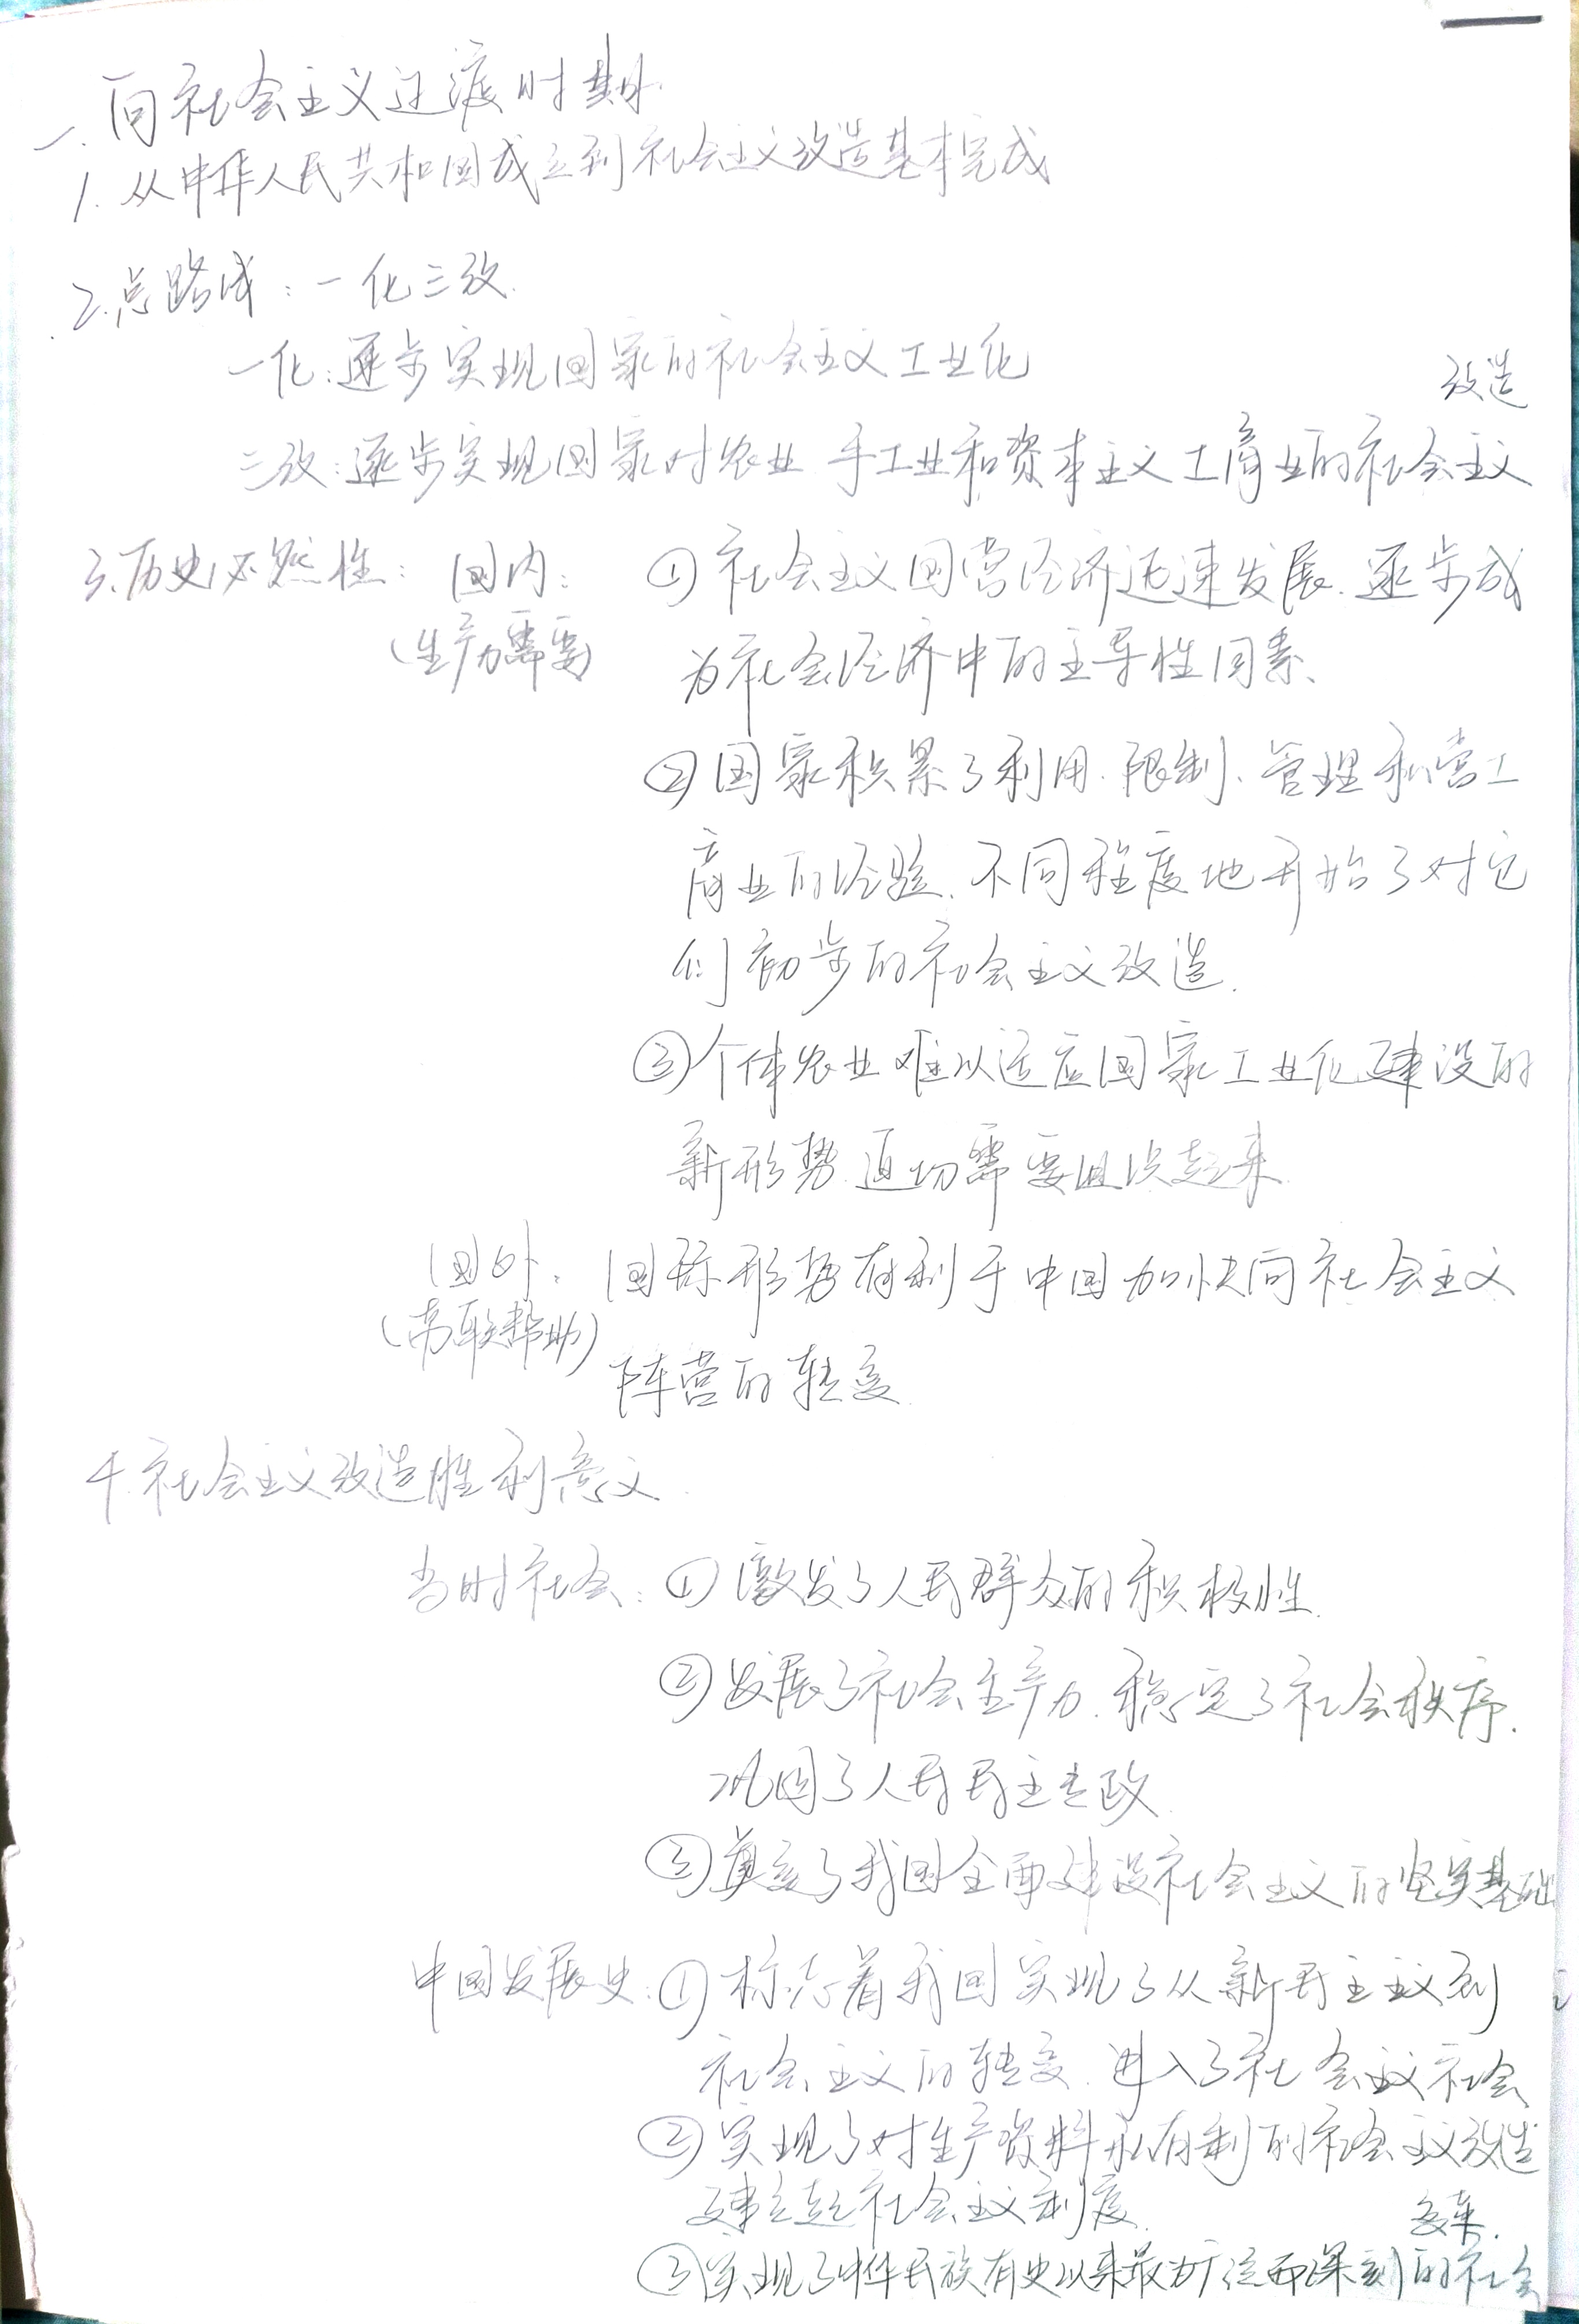 一. 向社会主义过渡时期.
1. 从中华人民共和国成立到社会主义改造基本完成
2. 总路线：一化三改.
一化：逐步实现国家的社会主义工业化
改造
三改：逐步实现国家对农业 手工业和资本主义工商业的社会主义
3. 历史必然性： 国内： ①社会主义国营经济迅速发展. 逐步成
(生产力需要) 为社会经济中的主导性因素、
②国家积累了利用. 限制、管理私营工
商业的经验. 不同程度地开始了对它
们初步的社会主义改造.
③个体农业难以适应国家工业化建设的
新形势. 迫切需要组织起来
国外： 国际形势有利于中国加快向社会主义
(苏联帮助) 阵营的转变
4. 社会主义改造胜利意义.
当时社会：①激发了人民群众的积极性.
②发展了社会生产力. 稳定了社会秩序.
巩固了人民民主专政.
③奠定了我国全面建设社会主义的坚实基础
中国发展史：①标志着我国实现了从新民主主义到
社会主义的转变. 进入了社会主义社会
②实现了对生产资料私有制的社会主义改造
建立起社会主义制度.
变革.
③实现了中华民族有史以来最为广泛而深刻的社会